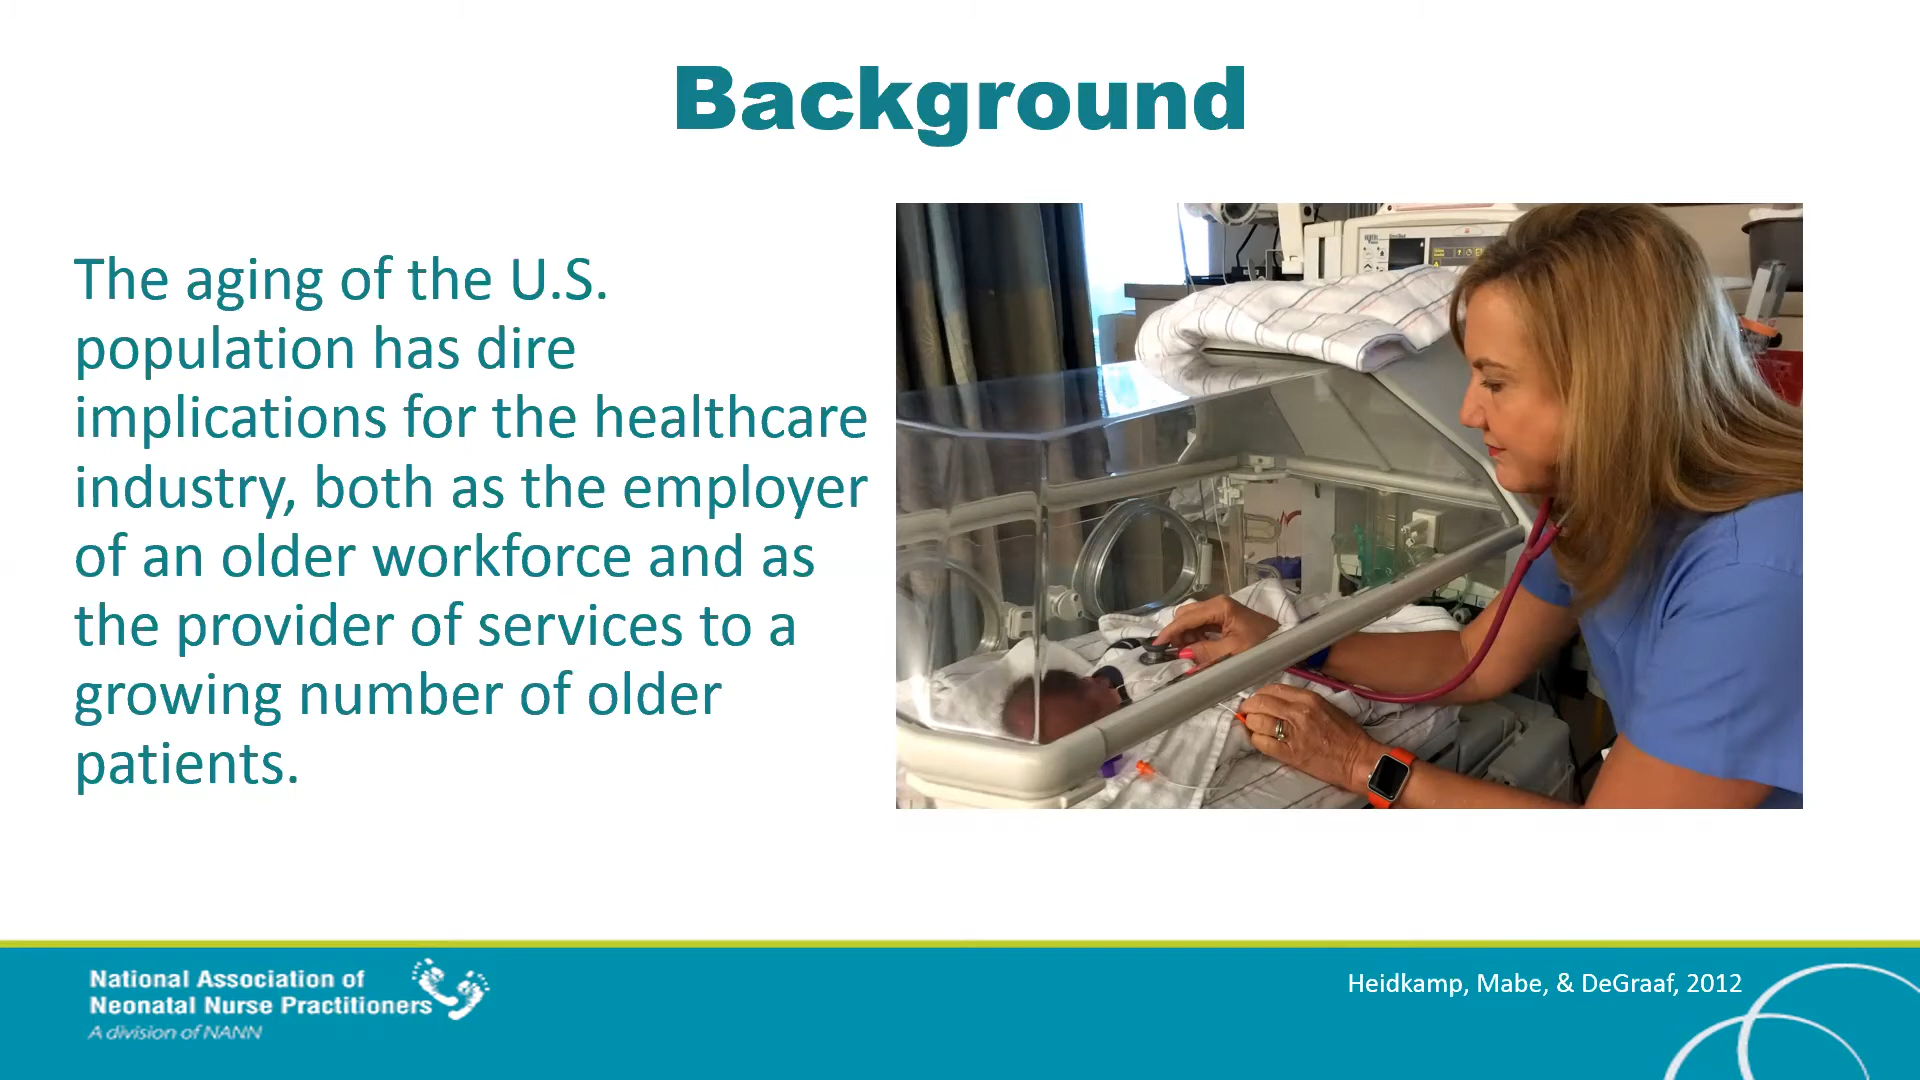 Background
The aging of the U.S.
population has dire
implications for the healthcare
industry, both as the employer
of an older workforce and as
the provider of services to a
growing number of older
patients.
National Association of
Neonatal Nurse Practitioners
A division of NANN
Heidkamp, Mabe, & DeGraaf, 2012